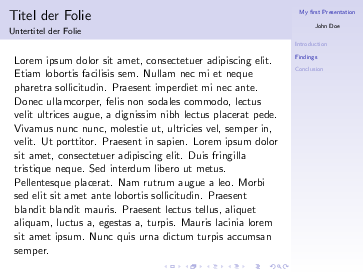 Titel der Folie
Untertitel der Folie
Lorem ipsum dolor sit amet, consectetuer adipiscing elit.
Etiam lobortis facilisis sem. Nullam nec mi et neque
pharetra sollicitudin. Praesent imperdiet mi nec ante.
Donec ullamcorper, felis non sodales commodo, lectus
velit ultrices augue, a dignissim nibh lectus placerat pede.
Vivamus nunc nunc, molestie ut, ultricies vel, semper in,
velit. Ut porttitor. Praesent in sapien. Lorem ipsum dolor
sit amet, consectetuer adipiscing elit. Duis fringilla
tristique neque. Sed interdum libero ut metus.
Pellentesque placerat. Nam rutrum augue a leo. Morbi
sed elit sit amet ante lobortis sollicitudin. Praesent
blandit blandit mauris. Praesent lectus tellus, aliquet
aliquam, luctus a, egestas a, turpis. Mauris lacinia lorem
sit amet ipsum. Nunc quis urna dictum turpis accumsan
semper.
My first Presentation
John Doe
Introduction
Findings
Conclusion